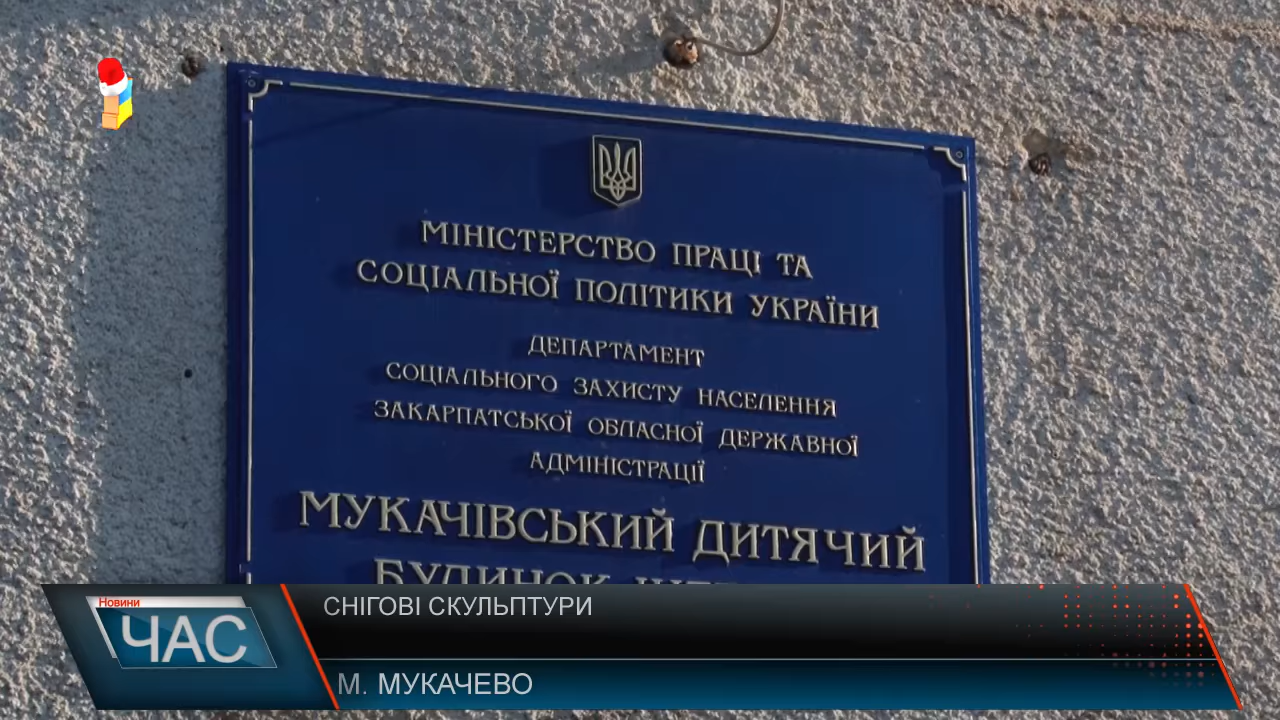 МІНІСТЕРСТВО ПРАЦІ ТА
СОЦІАЛЬНОЇ ПОЛІТИКИ УКРАЇНИ
ДЕПАРТАМЕНТ
СОЦІАЛЬНОГО ЗАХИСТУ НАСЕЛЕННЯ
ЗАКАРПАТСЬКОЇ ОБЛАСНОЇ ДЕРЖАВНОЇ
АДМІНІСТРАЦІЇ
МУКАЧІВСЬКИЙ ДИТЯЧИЙ
БУДИНОК
Новини
ЧАС
СНІГОВІ СКУЛЬПТУРИ
М. МУКАЧЕВО